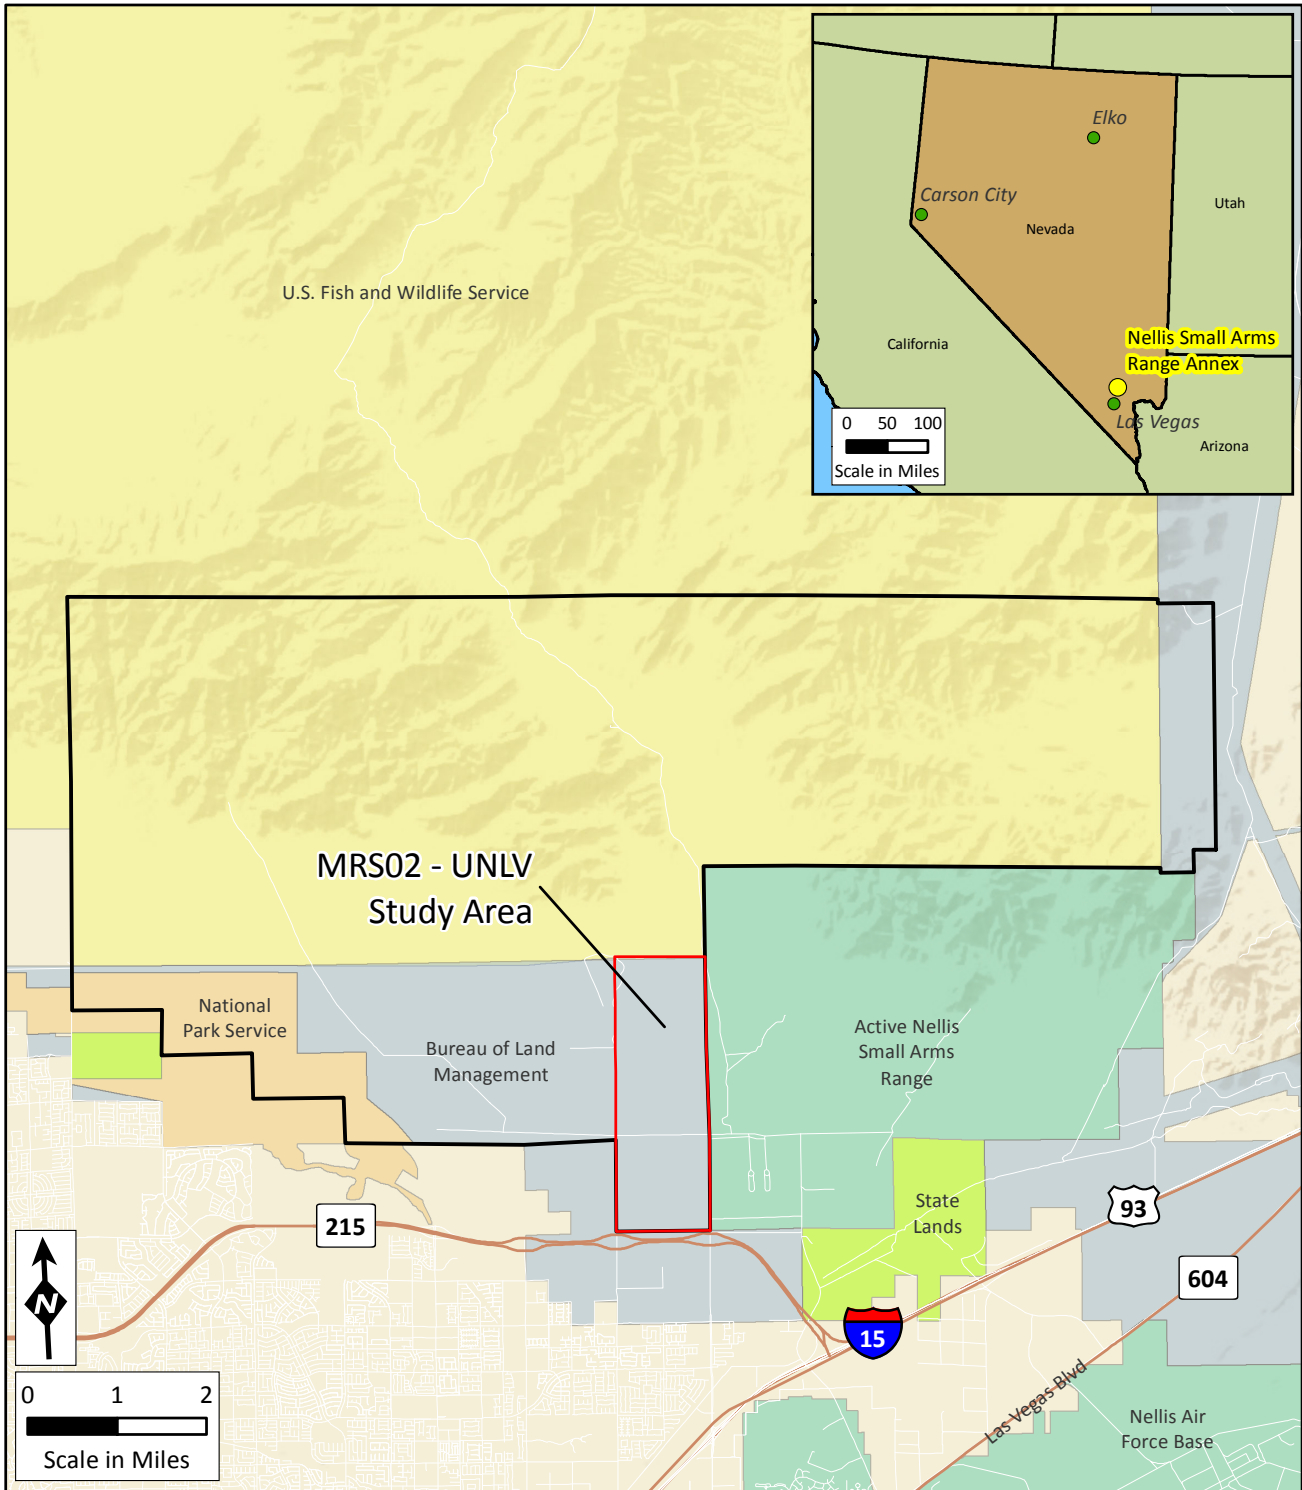 Elko
Carson City
Utah
Nevada
Nellis Small Arms
Range Annex
California
Las Vegas
Arizona
0 50 100
Scale in Miles
U.S. Fish and Wildlife Service
MRS02 - UNLV
Study Area
National
Park Service
Bureau of Land
Management
Active Nellis
Small Arms
Range
State
Lands
93
215
604
15
N
0 1 2
Scale in Miles
Las Vegas Blvd
Nellis Air
Force Base